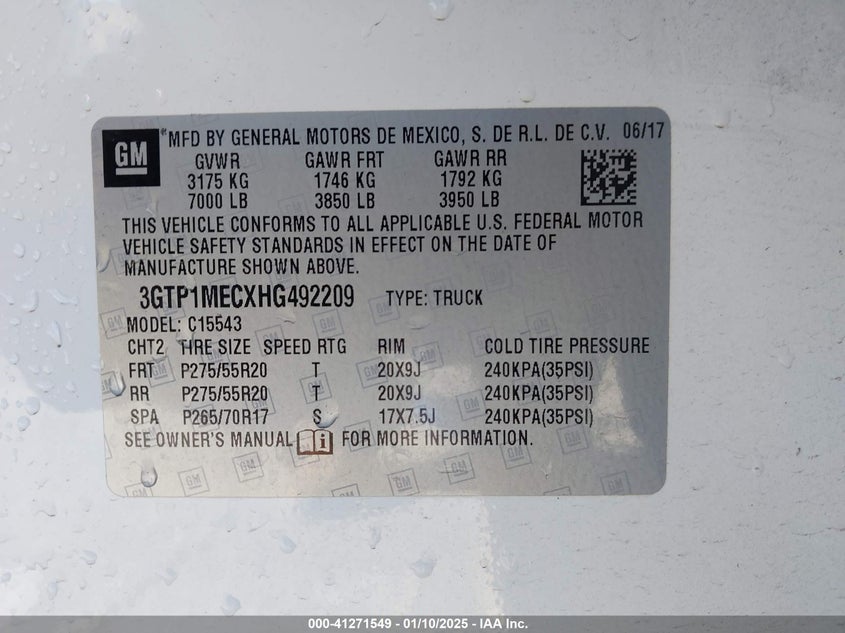 GM
*MFD BY GENERAL MOTORS DE MEXICO, S. DE R.L. DE C.V. 06/17
GVWR GAWR FRT GAWR RR
3175 KG 1746 KG 1792 KG
7000 LB 3850 LB 3950 LB
THIS VEHICLE CONFORMS TO ALL APPLICABLE U.S. FEDERAL MOTOR
VEHICLE SAFETY STANDARDS IN EFFECT ON THE DATE OF
MANUFACTURE SHOWN ABOVE.
3GTP1MECXHG492209 TYPE: TRUCK
MODEL: C15543
CHT2 TIRE SIZE SPEED RTG RIM COLD TIRE PRESSURE
FRT P275/55R20 T 20X9J 240KPA(35PSI)
RR P275/55R20 T 20X9J 240KPA(35PSI)
SPA P265/70R17 S 17X7.5J 240KPA(35PSI)
SEE OWNER'S MANUAL i FOR MORE INFORMATION.
000-41271549 - 01/10/2025 - IAA Inc.